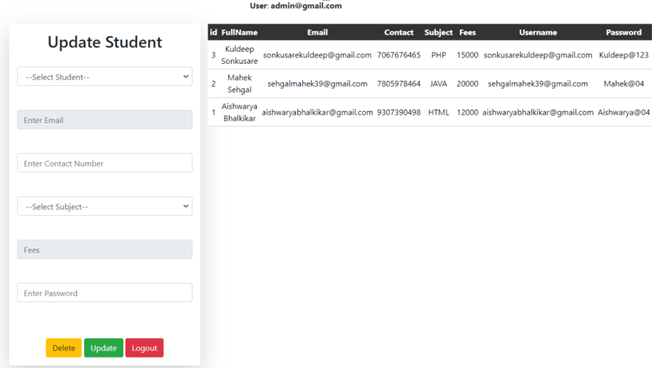 User: admin@gmail.com
Update Student
--Select Student--
Enter Email
Enter Contact Number
--Select Subject--
Fees
Enter Password
Delete Update Logout
id FullName Email Contact Subject Fees Username Password
3 Kuldeep Sonkusare sonkusarekuldeep@gmail.com 7067676465 PHP 15000 sonkusarekuldeep@gmail.com Kuldeep@123
2 Mahek Sehgal sehgalmahek39@gmail.com 7805978464 JAVA 20000 sehgalmahek39@gmail.com Mahek@04
1 Aishwarya Bhalkikar aishwaryabhalkikar@gmail.com 9307390498 HTML 12000 aishwaryabhalkikar@gmail.com Aishwarya@04